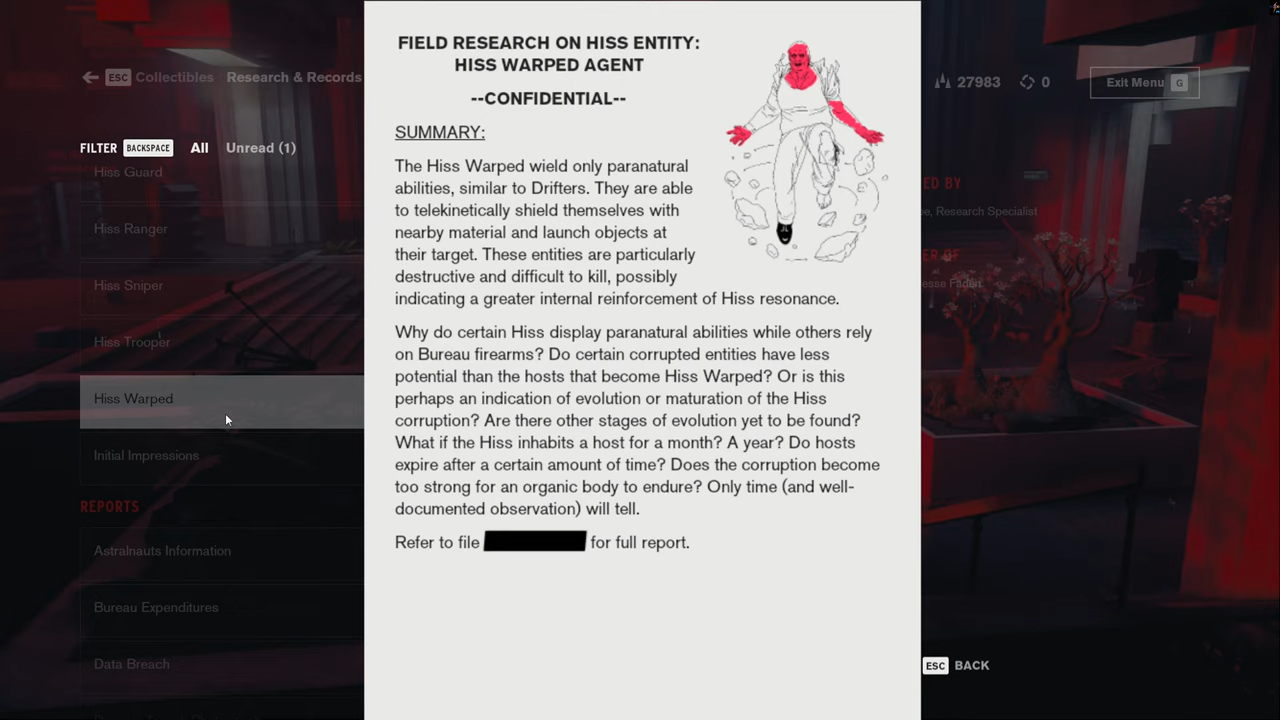 ESC Collectibles Research & Records
27983 0
Exit Menu G
FILTER BACKSPACE All Unread (1)
Hiss Guard
Hiss Ranger
Hiss Sniper
Hiss Trooper
Hiss Warped
Initial Impressions
REPORTS
Astralnauts Information
Bureau Expenditures
Data Breach
FIELD RESEARCH ON HISS ENTITY:
HISS WARPED AGENT
--CONFIDENTIAL--
SUMMARY:
The Hiss Warped wield only paranatural
abilities, similar to Drifters. They are able
to telekinetically shield themselves with
nearby material and launch objects at
their target. These entities are particularly
destructive and difficult to kill, possibly
indicating a greater internal reinforcement of Hiss resonance.
Why do certain Hiss display paranatural abilities while others rely
on Bureau firearms? Do certain corrupted entities have less
potential than the hosts that become Hiss Warped? Or is this
perhaps an indication of evolution or maturation of the Hiss
corruption? Are there other stages of evolution yet to be found?
What if the Hiss inhabits a host for a month? A year? Do hosts
expire after a certain amount of time? Does the corruption become
too strong for an organic body to endure? Only time (and well-
documented observation) will tell.
Refer to file for full report.
ED BY
, Research Specialist
ER OF
esse Faden
ESC BACK